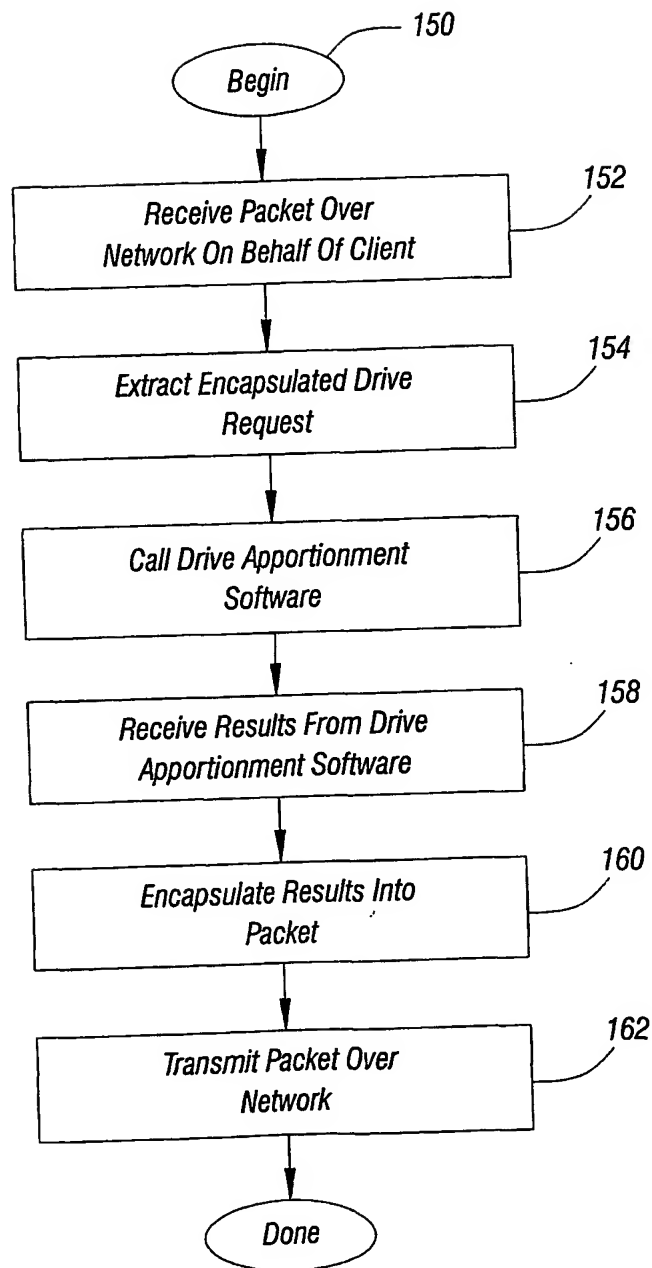 150
Begin
152
Receive Packet Over
Network On Behalf Of Client
154
Extract Encapsulated Drive
Request
156
Call Drive Apportionment
Software
158
Receive Results From Drive
Apportionment Software
160
Encapsulate Results Into
Packet
162
Transmit Packet Over
Network
Done